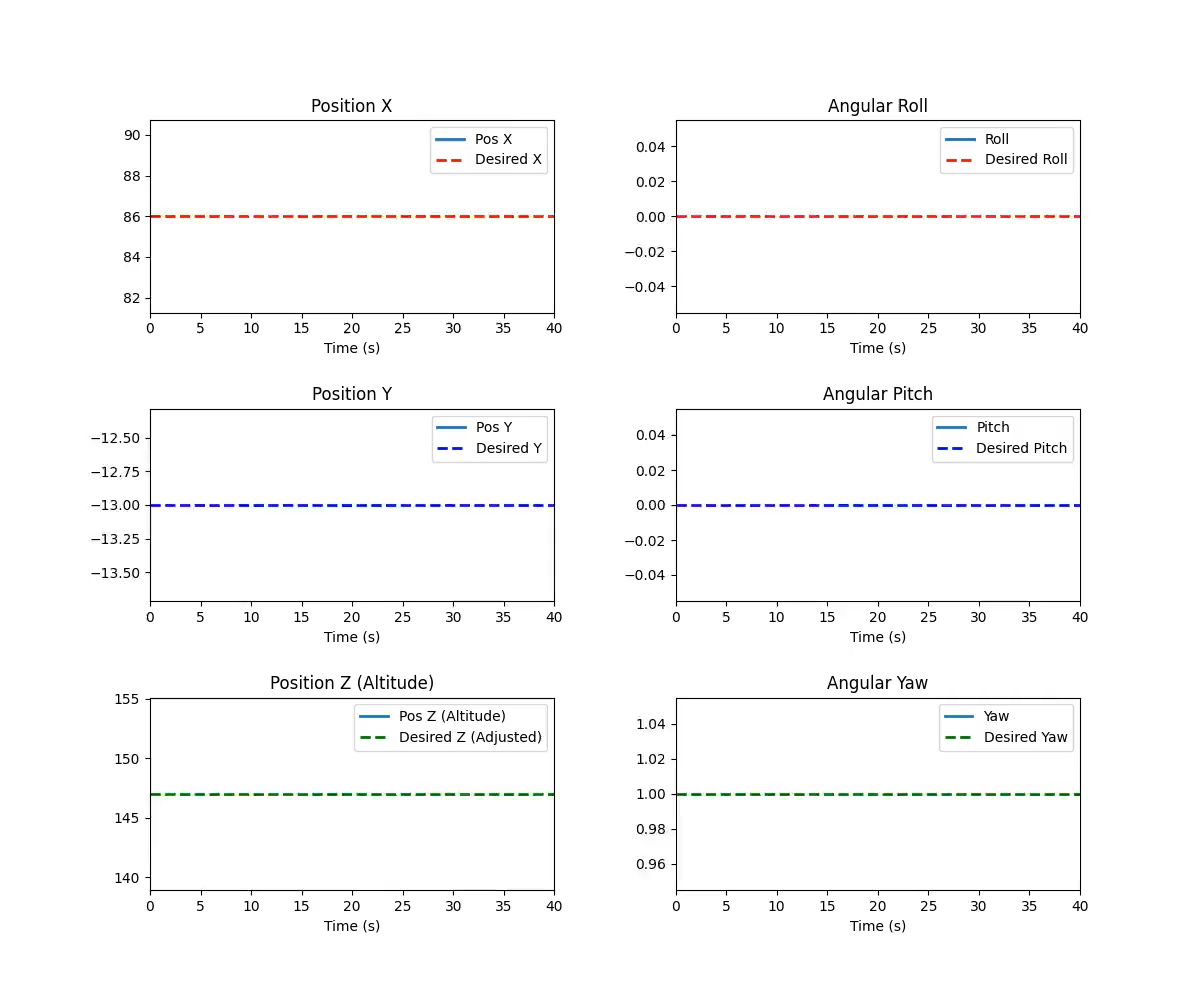 Position X
90
88
86
84
82
Pos X
Desired X
0 5 10 15 20 25 30 35 40
Time (s)
Angular Roll
0.04
0.02
0.00
−0.02
−0.04
Roll
Desired Roll
0 5 10 15 20 25 30 35 40
Time (s)
Position Y
−12.50
−12.75
−13.00
−13.25
−13.50
Pos Y
Desired Y
0 5 10 15 20 25 30 35 40
Time (s)
Angular Pitch
0.04
0.02
0.00
−0.02
−0.04
Pitch
Desired Pitch
0 5 10 15 20 25 30 35 40
Time (s)
Position Z (Altitude)
155
150
145
140
Pos Z (Altitude)
Desired Z (Adjusted)
0 5 10 15 20 25 30 35 40
Time (s)
Angular Yaw
1.04
1.02
1.00
0.98
0.96
Yaw
Desired Yaw
0 5 10 15 20 25 30 35 40
Time (s)